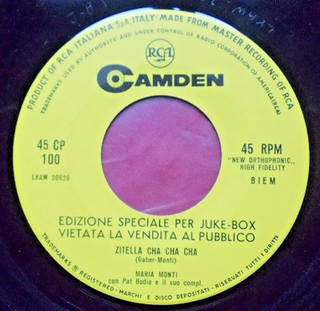 PRODUCT OF RCA ITALIANA SpA. ITALY · FROM MASTER RECORDING OF RCA
TRADEMARKS USED BY AUTHORITY AND UNDER CONTROL OF RADIO CORPORATION OF AMERICA (RCA)
RCA
CAMDEN
45 CP
100
45 RPM
"NEW ORTHOPHONIC"
HIGH FIDELITY
LKAW 20626
BIEM
EDIZIONE SPECIALE PER JUKE-BOX
VIETATA LA VENDITA AL PUBBLICO
ZITELLA CHA CHA CHA
(Gaber-Monti)
MARIA MONTI
con Pat Bodie e il suo compl.
TRADEMARKS ® REGISTERED - MARCHI E DISCO DEPOSITATI - RISERVATI TUTTI I DIRITTI